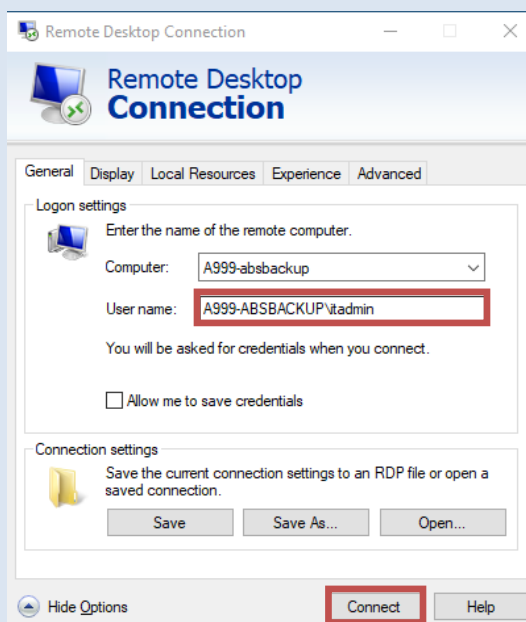 Remote Desktop Connection
Remote Desktop
Connection
General Display Local Resources Experience Advanced
Logon settings
Enter the name of the remote computer.
Computer: A999-absbackup
User name: A999-ABSBACKUP\itadmin
You will be asked for credentials when you connect.
Allow me to save credentials
Connection settings
Save the current connection settings to an RDP file or open a
saved connection.
Save Save As... Open...
Hide Options Connect Help